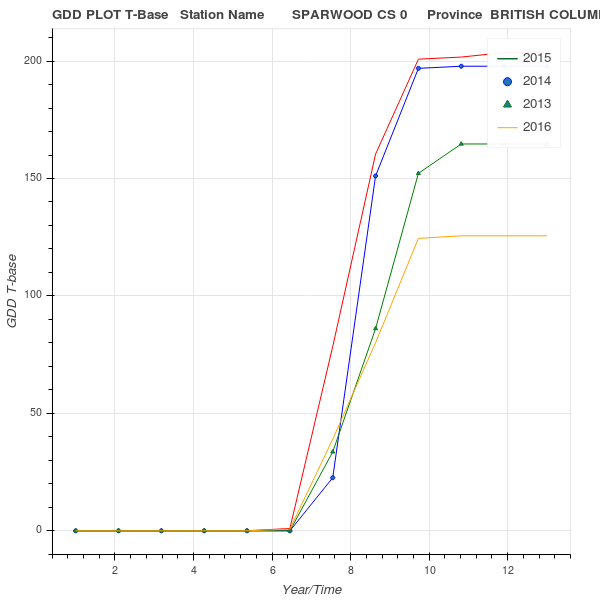 GDD PLOT T-Base Station Name SPARWOOD CS 0 Province BRITISH COLUM
200
150
100
50
0
GDD T-base
2 4 6 8 10 12
Year/Time
2015
2014
2013
2016